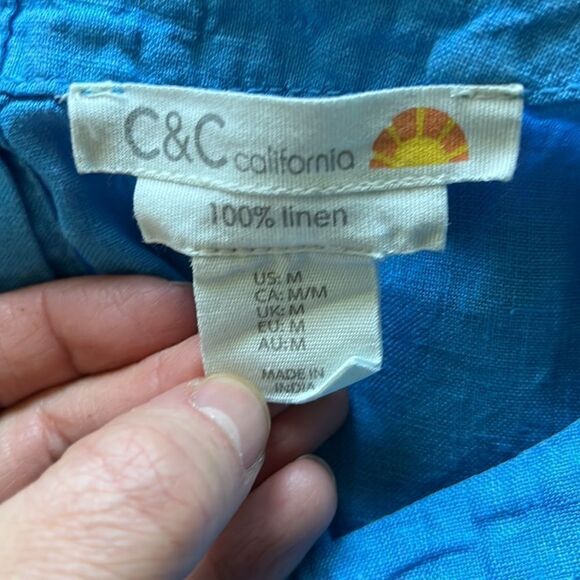 C&C california
100% linen
US: M
CA: M/M
UK: M
EU: M
AU: M
MADE IN
INDIA